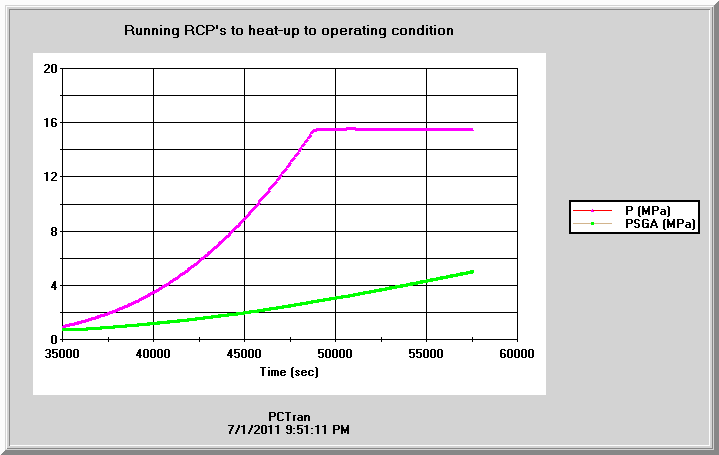 Running RCP's to heat-up to operating condition
20
16
12
8
4
0
35000 40000 45000 50000 55000 60000
Time (sec)
P (MPa)
PSGA (MPa)
PCTran
7/1/2011 9:51:11 PM